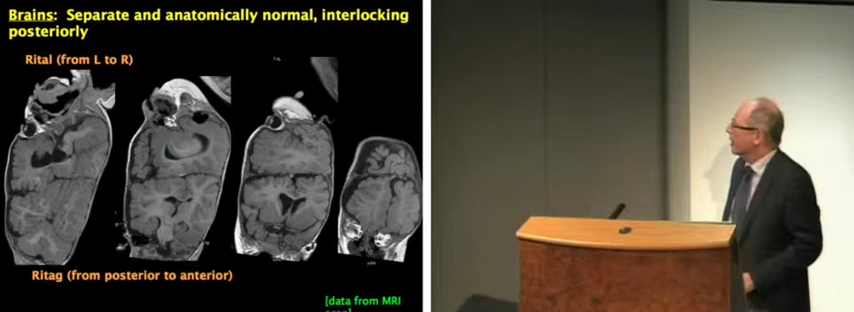 Brains: Separate and anatomically normal, interlocking
posteriorly
Rital (from L to R)
Ritag (from posterior to anterior)
[data from MRI